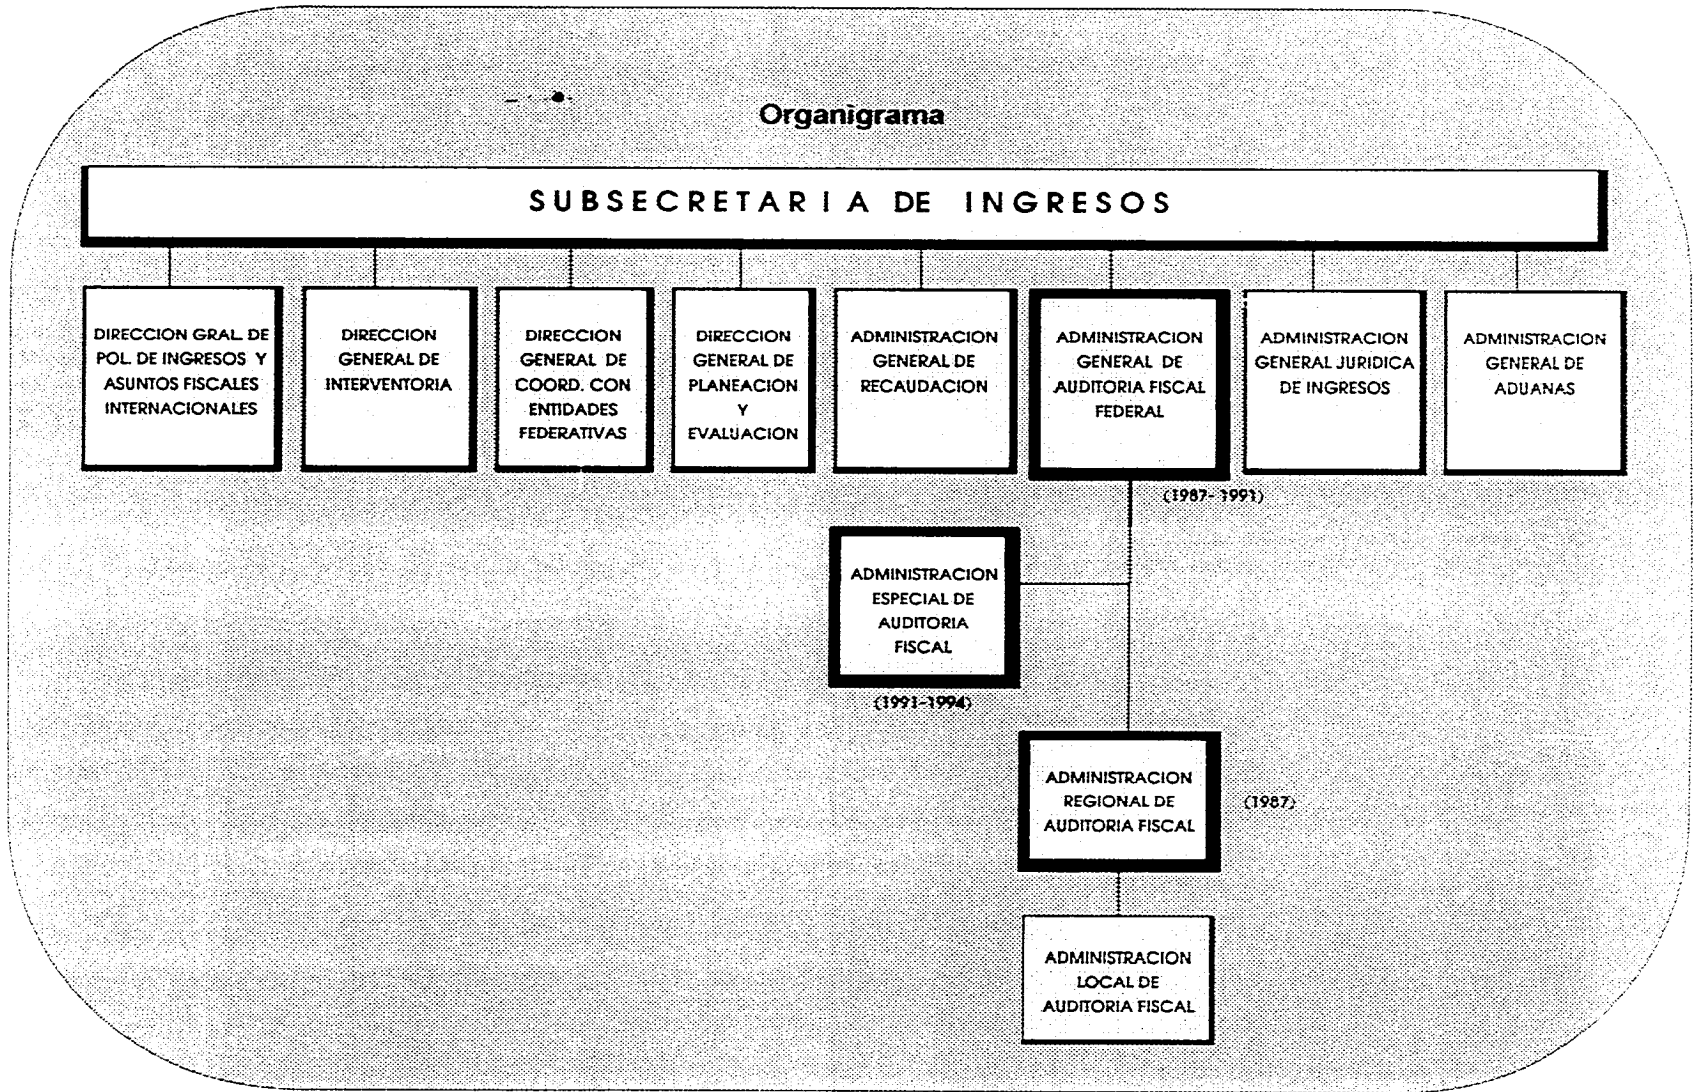 Organigrama
SUBSECRETARIA DE INGRESOS
DIRECCION GRAL. DE
POL. DE INGRESOS Y
ASUNTOS FISCALES
INTERNACIONALES
DIRECCION
GENERAL DE
INTERVENTORIA
DIRECCION
GENERAL DE
COORD. CON
ENTIDADES
FEDERATIVAS
DIRECCION
GENERAL DE
PLANEACION
Y
EVALUACION
ADMINISTRACION
GENERAL DE
RECAUDACION
ADMINISTRACION
GENERAL DE
AUDITORIA FISCAL
FEDERAL
ADMINISTRACION
GENERAL JURIDICA
DE INGRESOS
ADMINISTRACION
GENERAL DE
ADUANAS
(1987-1991)
ADMINISTRACION
ESPECIAL DE
AUDITORIA
FISCAL
(1991-1994)
ADMINISTRACION
REGIONAL DE
AUDITORIA FISCAL
(1987)
ADMINISTRACION
LOCAL DE
AUDITORIA FISCAL